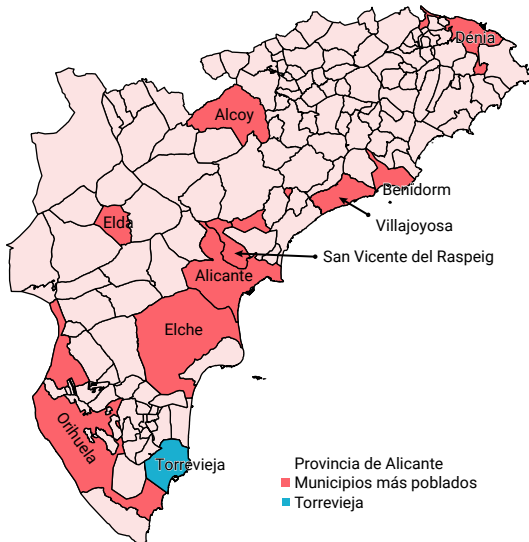 Dénia
Alcoy
Benidorm
Elda
Villajoyosa
San Vicente del Raspeig
Alicante
Elche
Orihuela
Torrevieja
Provincia de Alicante
Municipios más poblados
Torrevieja